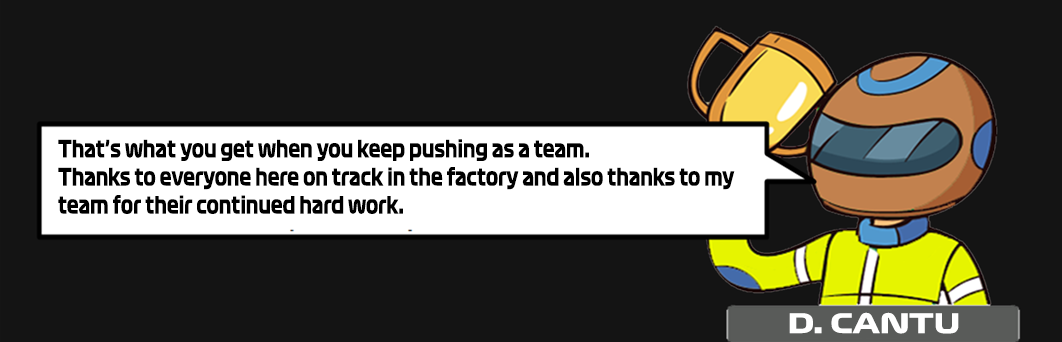 That's what you get when you keep pushing as a team.
Thanks to everyone here on track in the factory and also thanks to my
team for their continued hard work.
D. CANTU